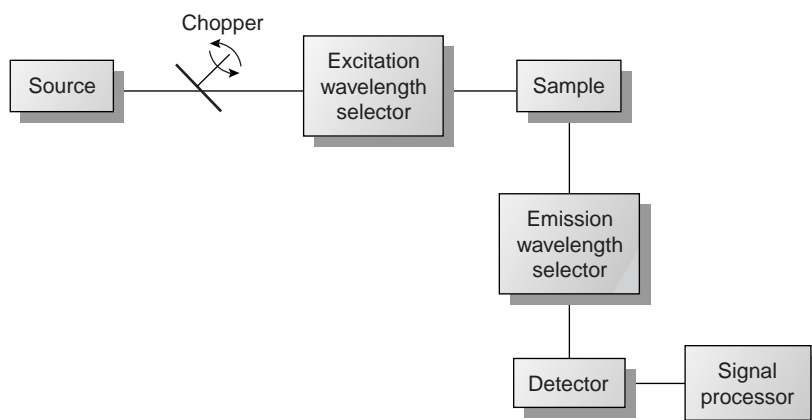 Chopper
Source
Excitation
wavelength
selector
Sample
Emission
wavelength
selector
Detector
Signal
processor